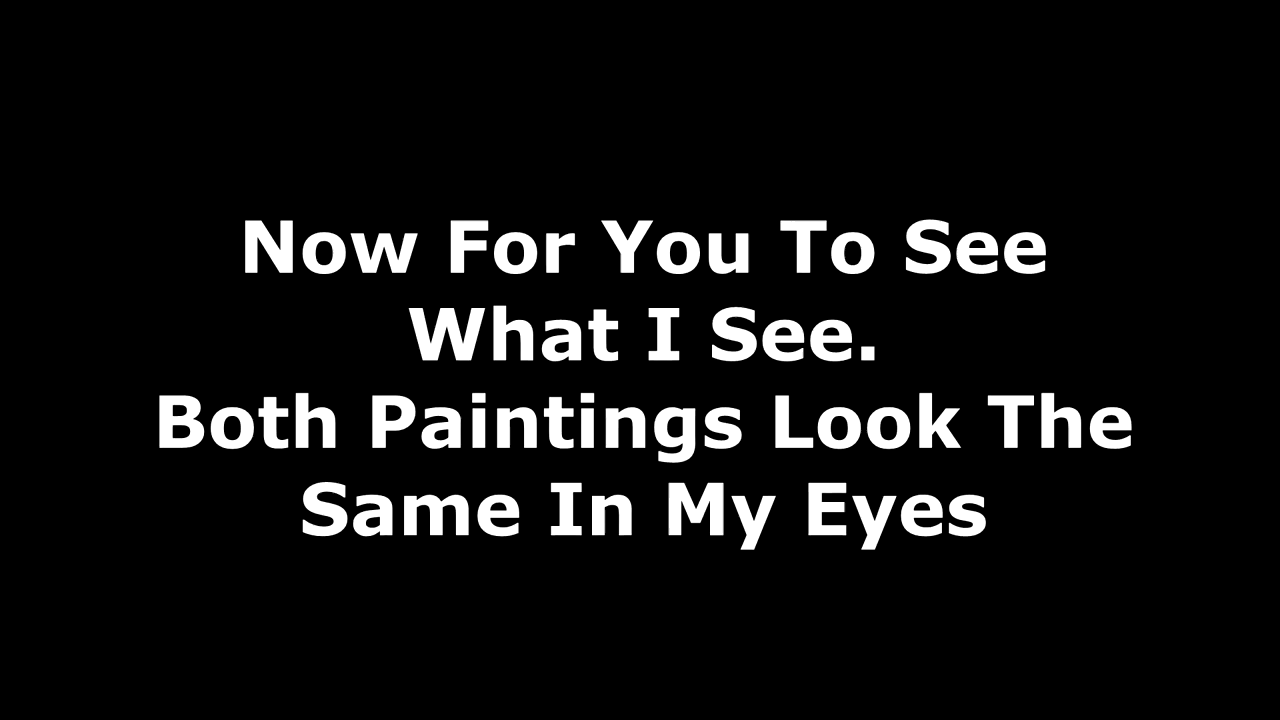 Now For You To See
What I See.
Both Paintings Look The
Same In My Eyes